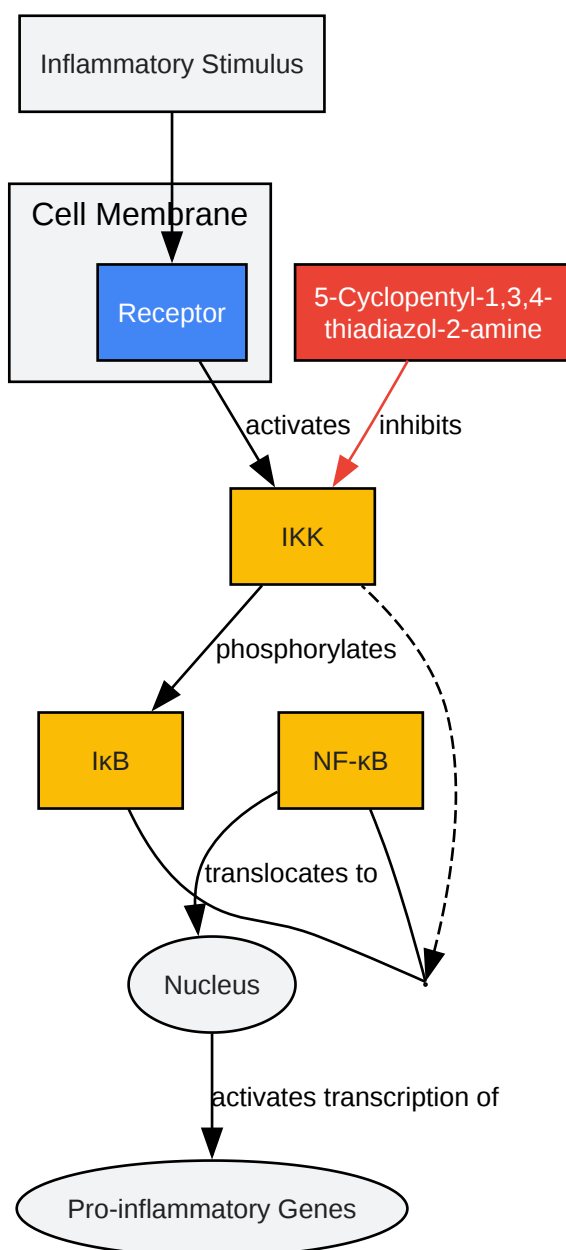 Inflammatory Stimulus
Cell Membrane
Receptor
5-Cyclopentyl-1,3,4-
thiadiazol-2-amine
activates
inhibits
IKK
phosphorylates
IκB
NF-κB
translocates to
Nucleus
activates transcription of
Pro-inflammatory Genes